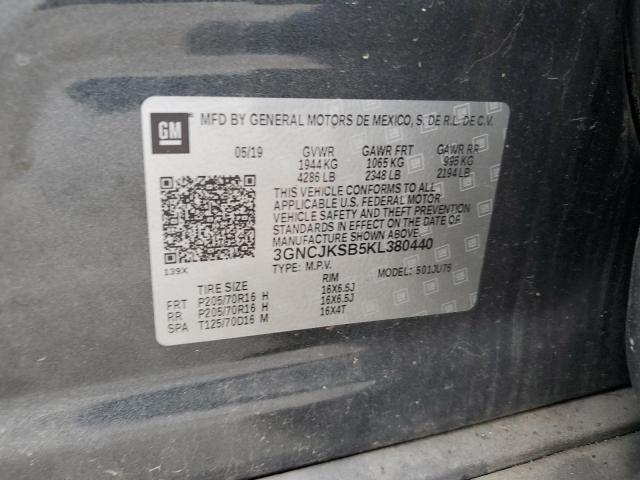 GM MFD BY GENERAL MOTORS DE MEXICO, S. DE R.L. DE C.V.
05/19 GVWR GAWR FRT GAWR RR
1944 KG 1065 KG 995 KG
4286 LB 2348 LB 2194 LB
THIS VEHICLE CONFORMS TO ALL
APPLICABLE U.S. FEDERAL MOTOR
VEHICLE SAFETY AND THEFT PREVENTION
STANDARDS IN EFFECT ON THE DATE OF
MANUFACTURE SHOWN ABOVE.
3GNCJKSB5KL380440
139X TYPE: M.P.V. MODEL: 501JU76
TIRE SIZE RIM
FRT P205/70R16 H 16X6.5J
RR P205/70R16 H 16X6.5J
SPA T125/70D16 M 16X4T